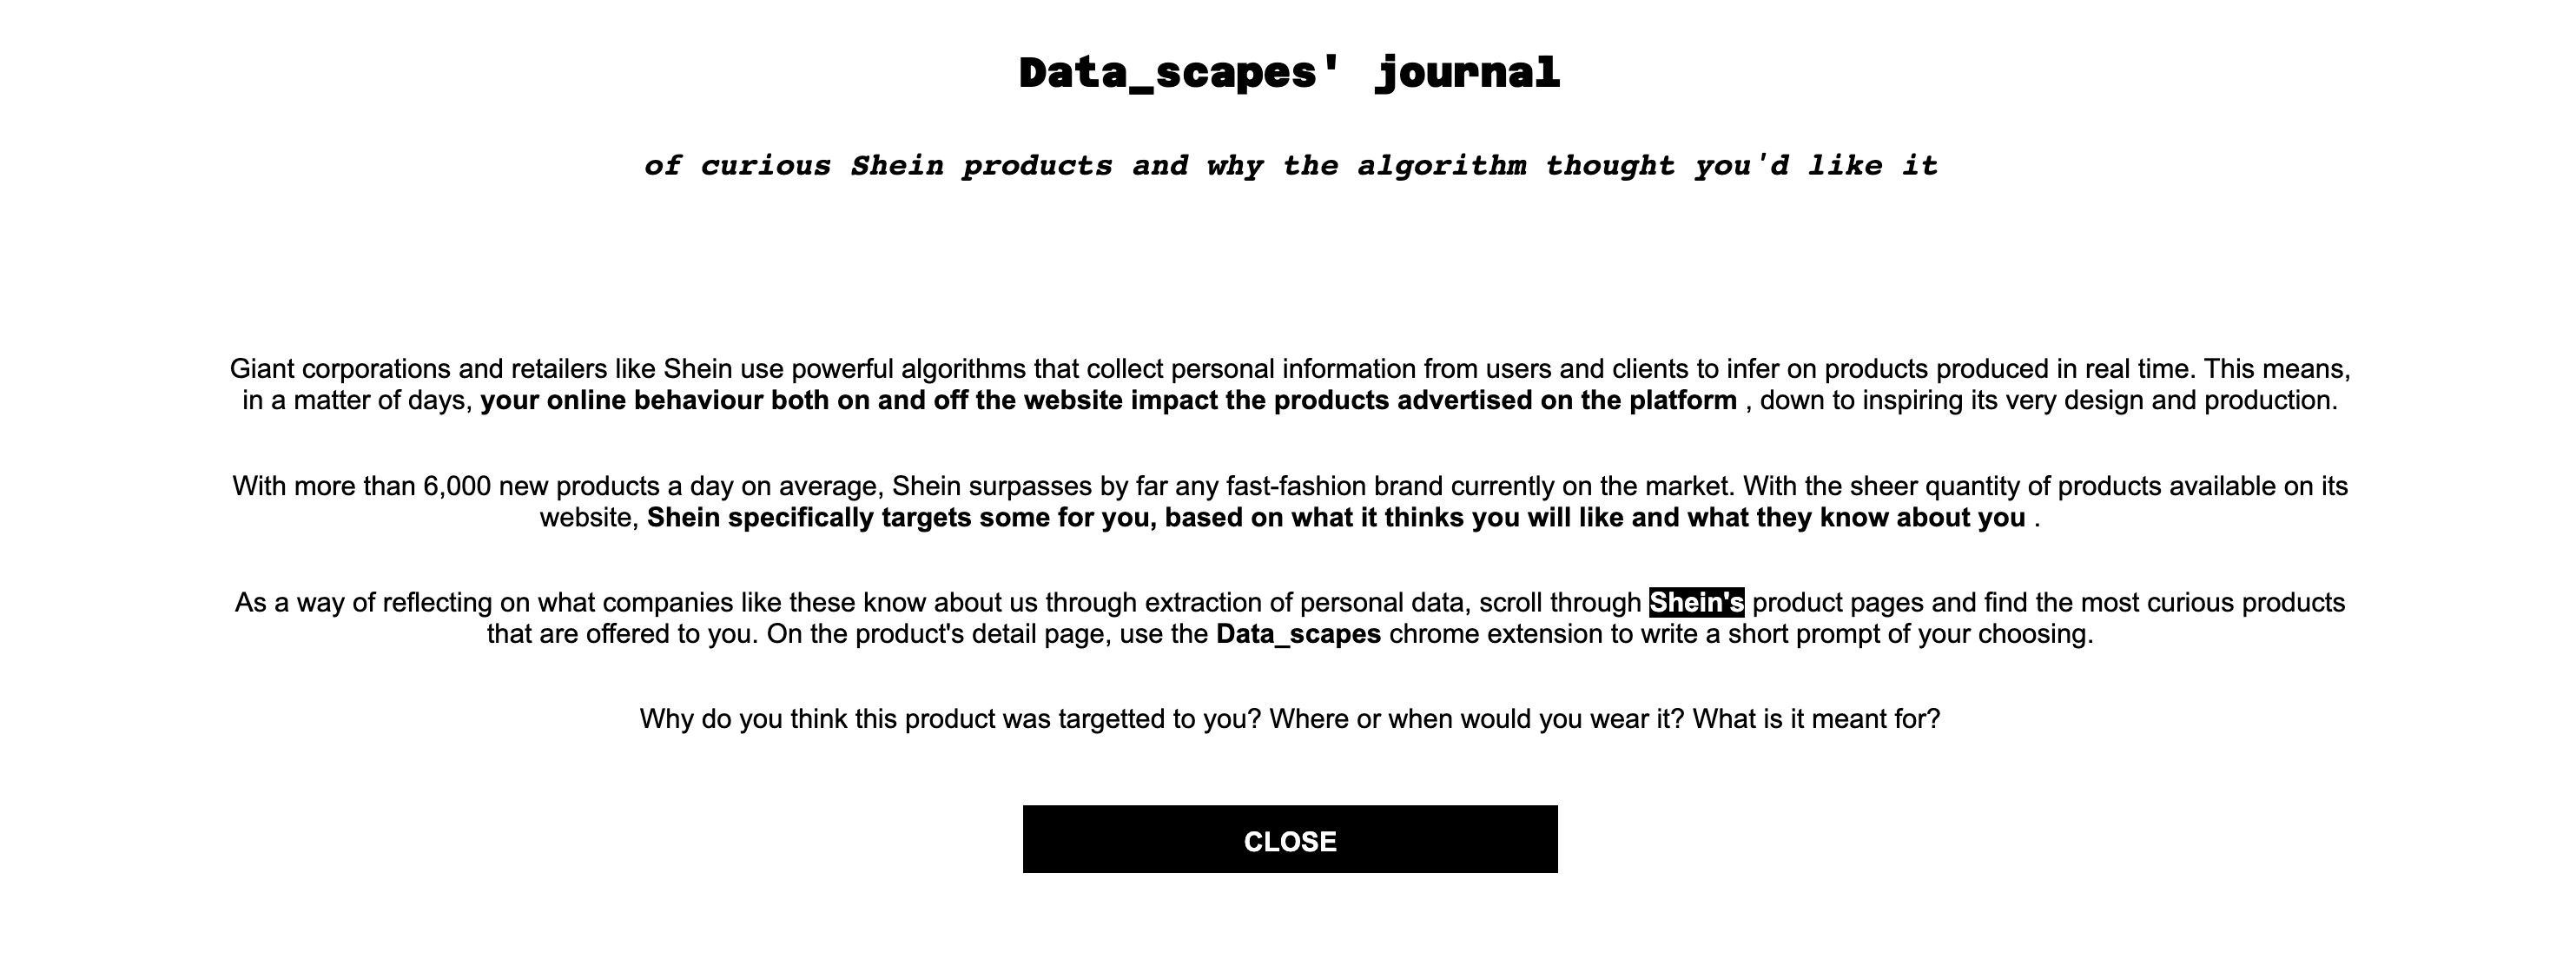 Data_scapes' journal
of curious Shein products and why the algorithm thought you'd like it
Giant corporations and retailers like Shein use powerful algorithms that collect personal information from users and clients to infer on products produced in real time. This means,
in a matter of days, your online behaviour both on and off the website impact the products advertised on the platform , down to inspiring its very design and production.
With more than 6,000 new products a day on average, Shein surpasses by far any fast-fashion brand currently on the market. With the sheer quantity of products available on its
website, Shein specifically targets some for you, based on what it thinks you will like and what they know about you .
As a way of reflecting on what companies like these know about us through extraction of personal data, scroll through Shein's product pages and find the most curious products
that are offered to you. On the product's detail page, use the Data_scapes chrome extension to write a short prompt of your choosing.
Why do you think this product was targetted to you? Where or when would you wear it? What is it meant for?
CLOSE